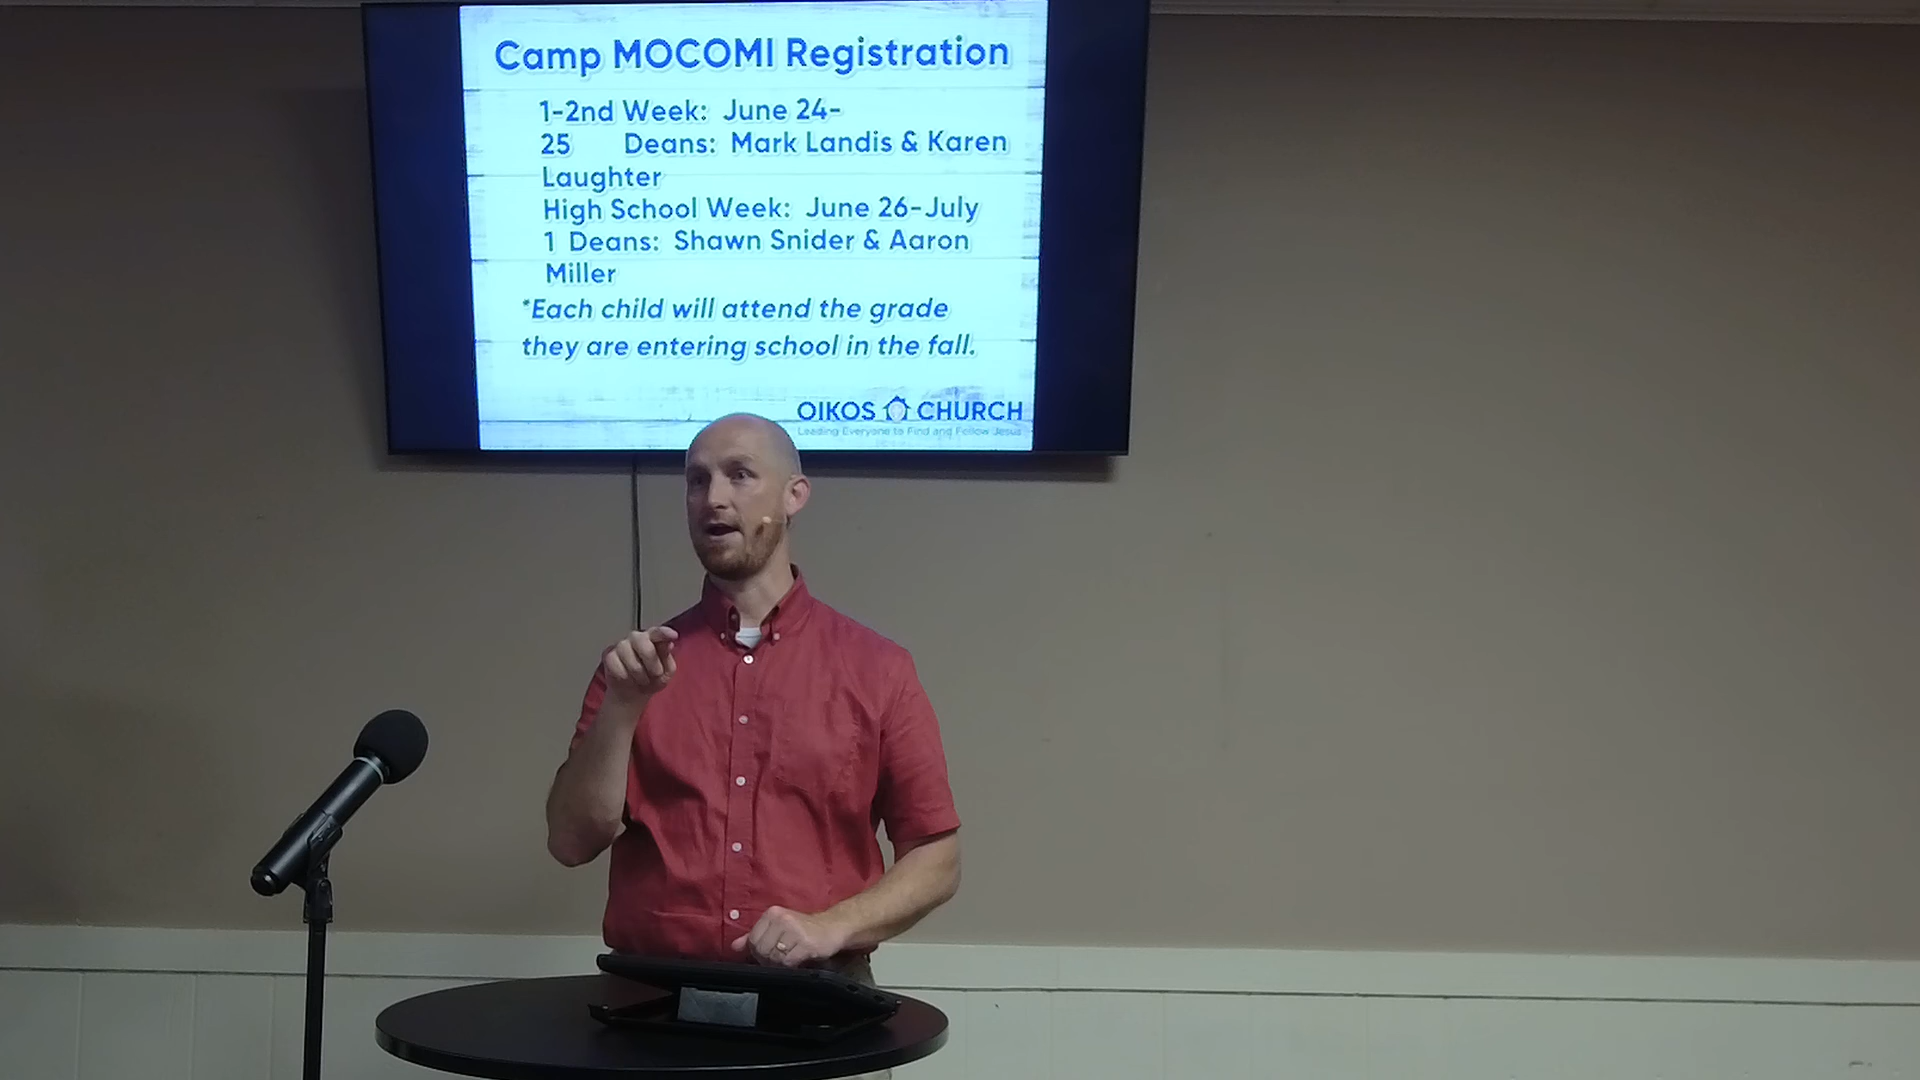 Camp MOCOMI Registration
1-2nd Week: June 24-
25 Deans: Mark Landis & Karen
Laughter
High School Week: June 26-July
1 Deans: Shawn Snider & Aaron
Miller
*Each child will attend the grade
they are entering school in the fall.
OIKOS CHURCH
Leading Everyone to Find and Follow Jesus